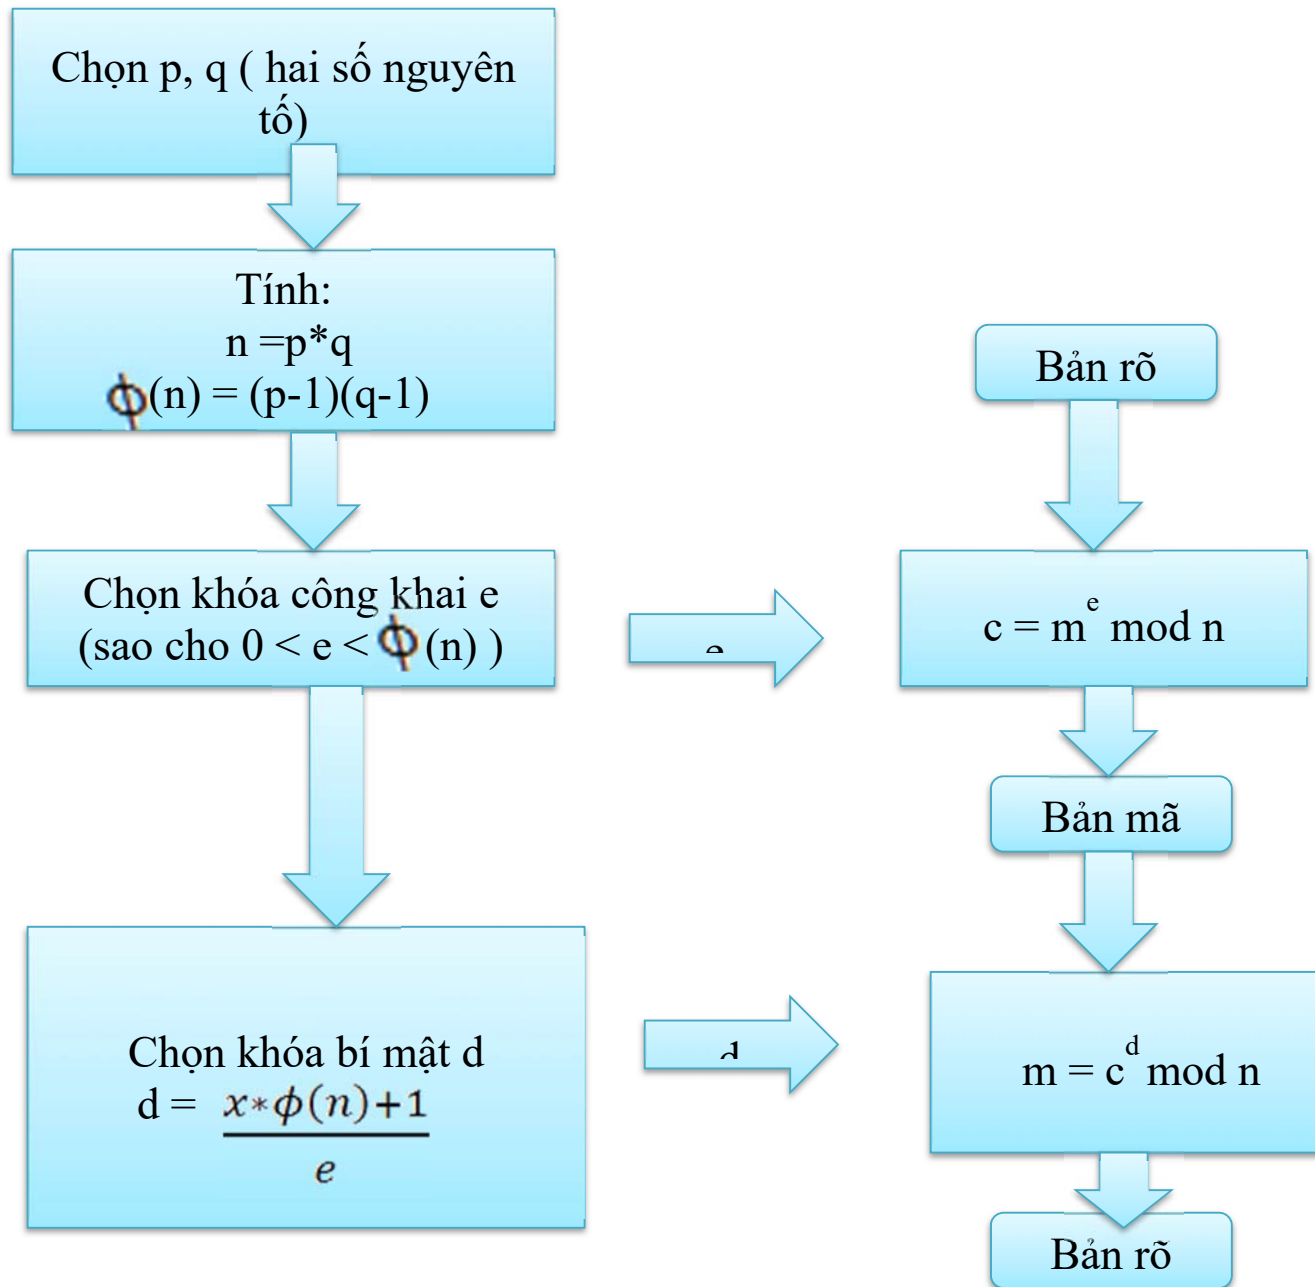 Chọn p, q ( hai số nguyên
tố)
Tính:
n =p*q
ϕ(n) = (p-1)(q-1)
Chọn khóa công khai e
(sao cho 0 < e < ϕ (n) )
Chọn khóa bí mật d
d = \frac{x*ϕ(n)+1}{e}
Bản rõ
e
c = m^e mod n
Bản mã
d
m = c^d mod n
Bản rõ